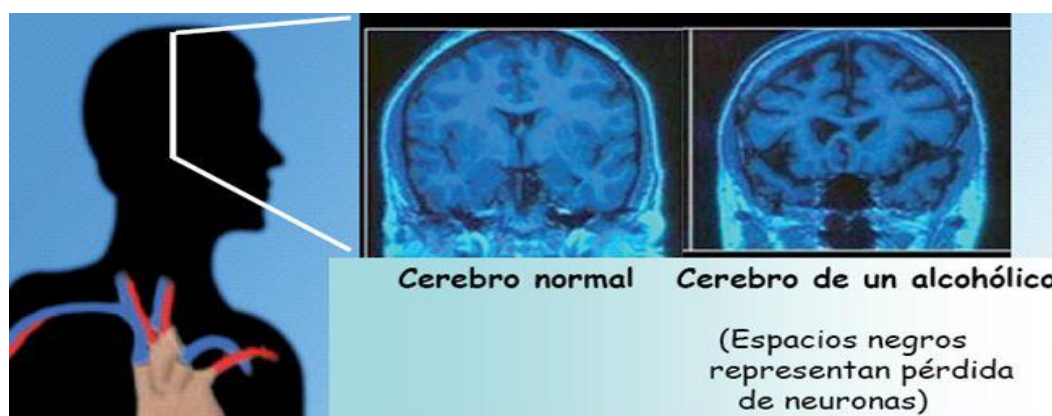 Cerebro normal
Cerebro de un alcohólico
(Espacios negros
representan pérdida
de neuronas)